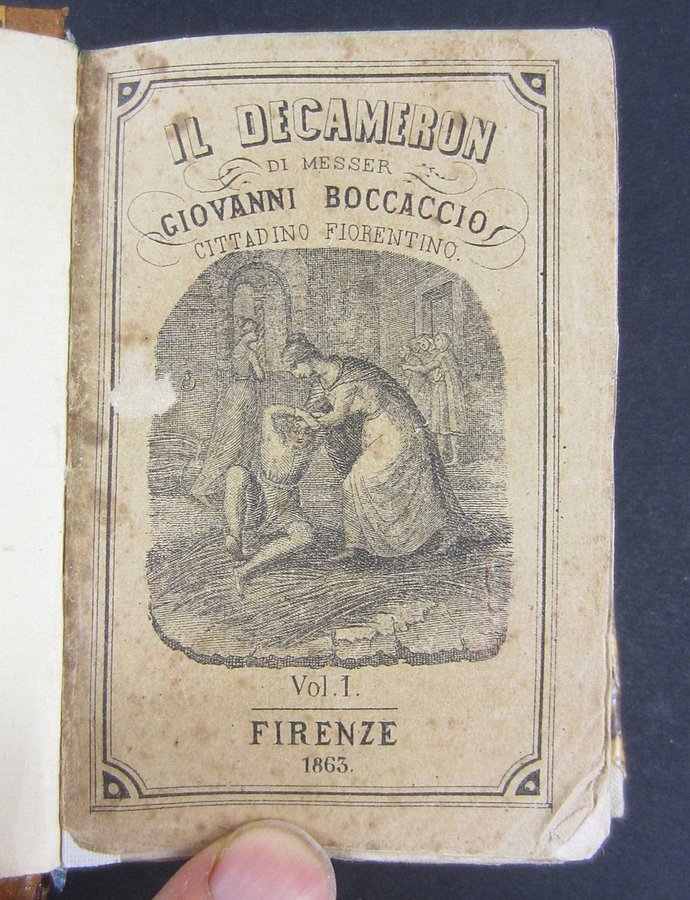 IL DECAMERON
DI MESSER
GIOVANNI BOCCACCIO
CITTADINO FIORENTINO.
Vol. 1.
FIRENZE
1863.